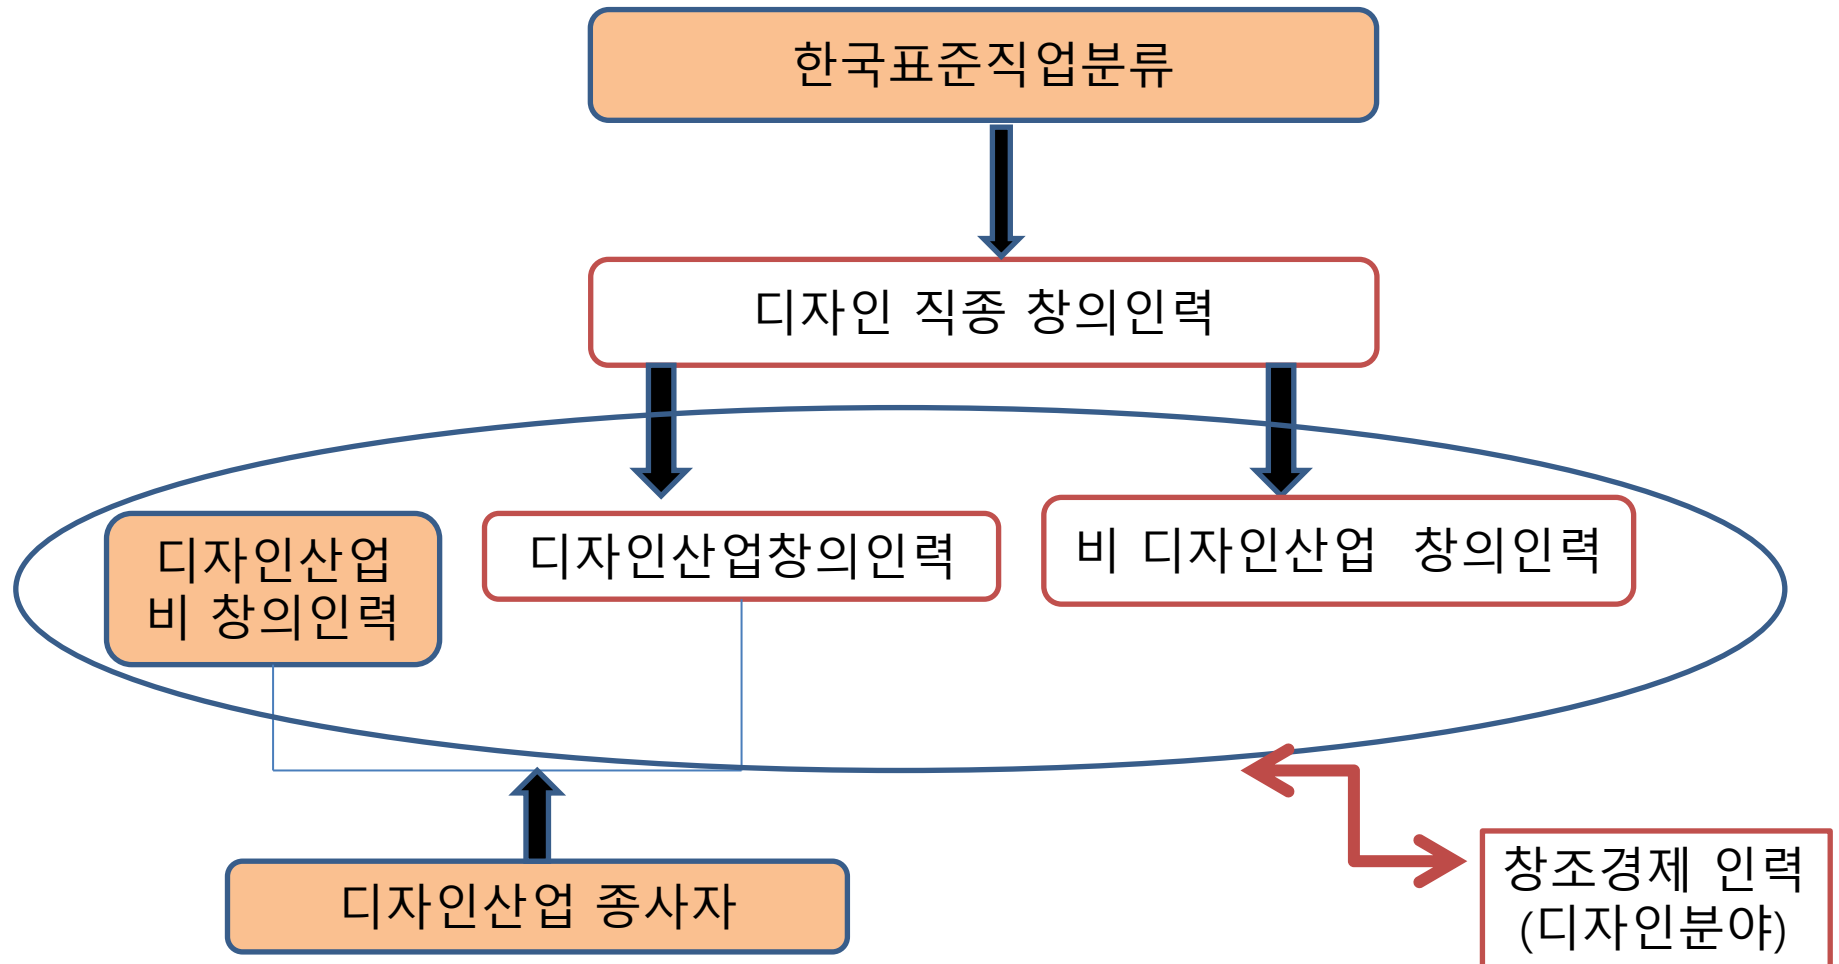 한국표준직업분류
디자인 직종 창의인력
디자인산업
비 창의인력
디자인산업창의인력
비 디자인산업 창의인력
디자인산업 종사자
창조경제 인력
(디자인분야)